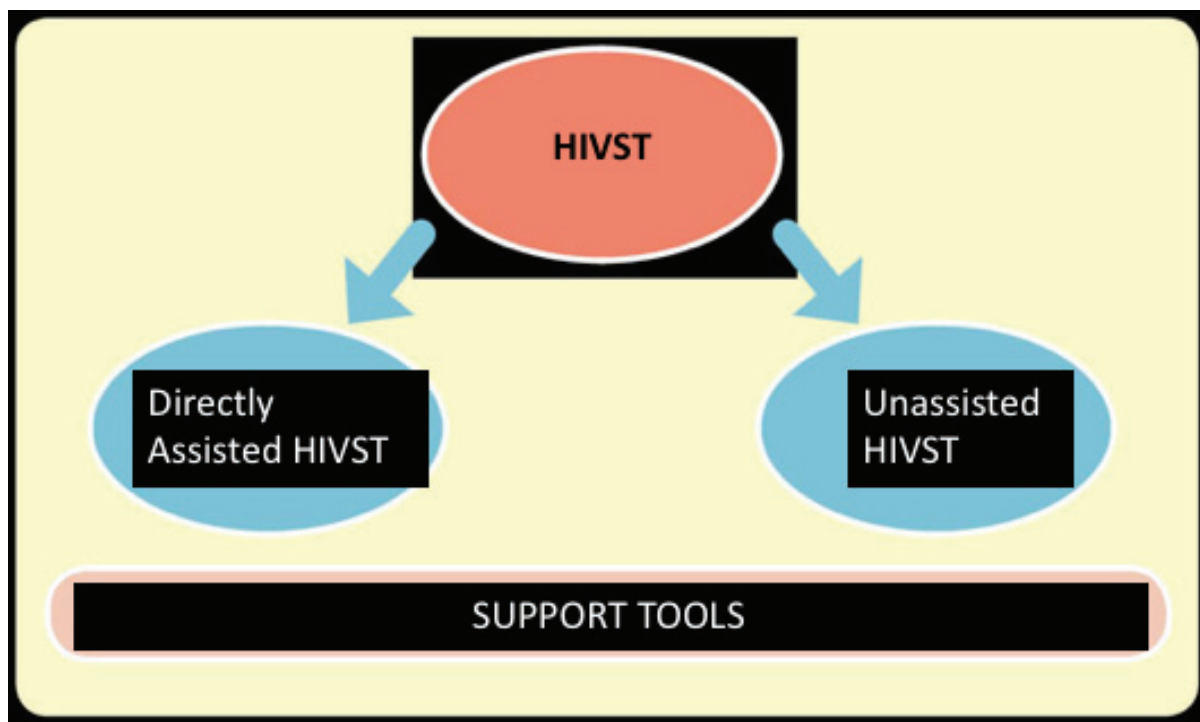 HIVST
Directly
Assisted HIVST
Unassisted
HIVST
SUPPORT TOOLS